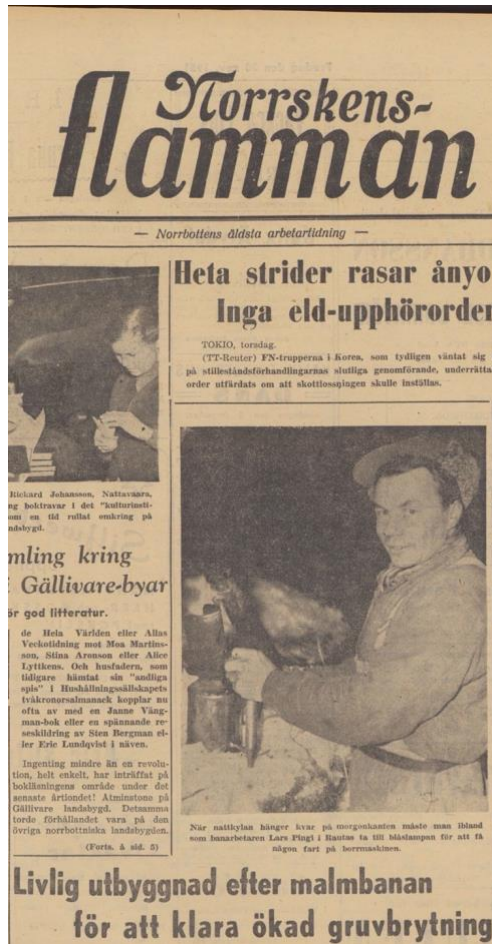 Norrskens-
flamman
— Norrbottens äldsta arbetartidning —
Heta strider rasar ånyo
Inga eld-upphörorder
TOKIO, torsdag.
(TT-Reuter) FN-trupperna i Korea, som tydligen väntat sig
på stilleståndsförhandlingarnas slutliga genomförande, underrätta
order utfärdats om att skottlossningen skulle inställas.
Rickard Johansson, Nattavaara,
ng boktravar i det "kulturinsti-
om en tid rullat omkring på
ndsbygd.
mling kring
i Gällivare-byar
ör god litteratur.
de Hela Världen eller Allas
Veckotidning mot Moa Martins-
son, Stina Aronson eller Alice
Lyttkens. Och husfadern, som
tidigare hämtat sin "andliga
spis" i Hushållningssällskapets
tvåkronorsalmanack kopplar nu
ofta av med en Janne Väng-
man-bok eller en spännande re-
seskildring av Sten Bergman el-
ler Eric Lundqvist i näven.
Ingenting mindre än en revolu-
tion, helt enkelt, har inträffat på
bokläsningens område under det
senaste årtiondet! Åtminstone på
Gällivare landsbygd. Detsamma
torde förhållandet vara på den
övriga norrbottniska landsbygden.
(Forts. å sid. 5)
När nattkylan hänger kvar på morgonkanten måste man ibland
som banarbetaren Lars Pingi i Rautas ta till blåslampan för att få
någon fart på borrmaskinen.
Livlig utbyggnad efter malmbanan
för att klara ökad gruvbrytning